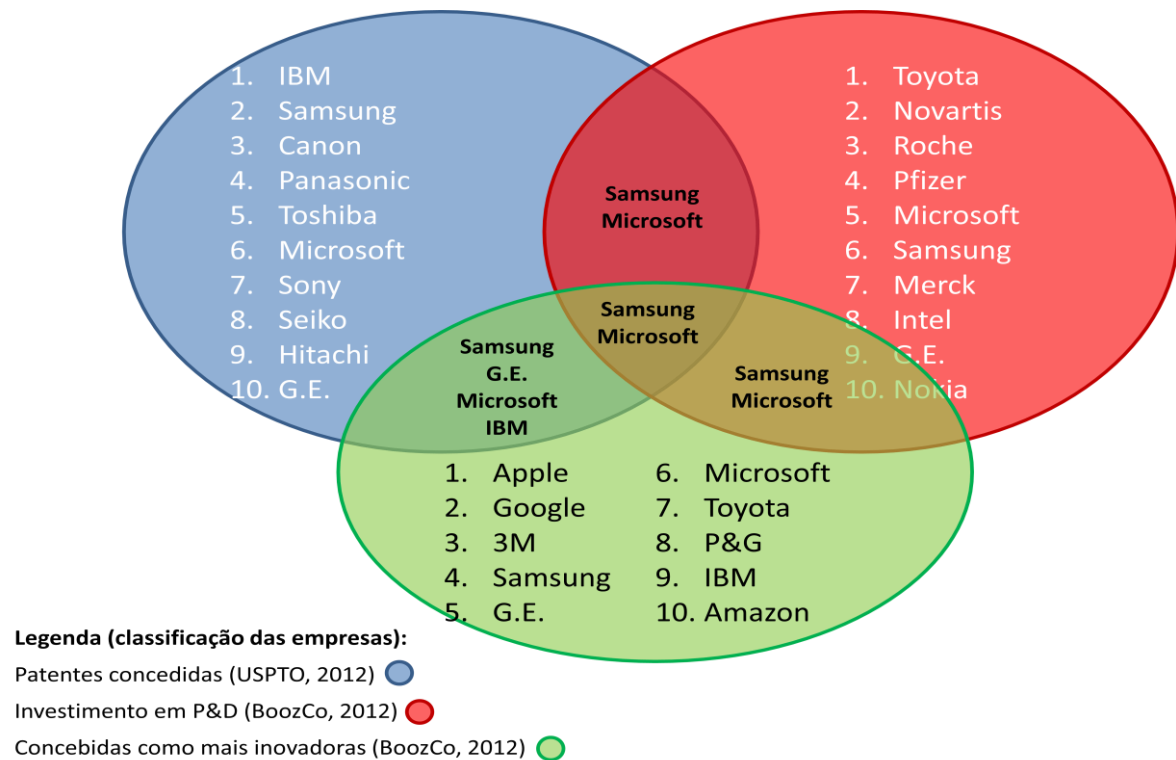 1. IBM
2. Samsung
3. Canon
4. Panasonic
5. Toshiba
6. Microsoft
7. Sony
8. Seiko
9. Hitachi
10. G.E.
Samsung
Microsoft
1. Toyota
2. Novartis
3. Roche
4. Pfizer
5. Microsoft
6. Samsung
7. Merck
8. Intel
9. G.E.
10. Nokia
Samsung
Microsoft
Samsung
G.E.
Microsoft
IBM
Samsung
Microsoft
1. Apple
2. Google
3. 3M
4. Samsung
5. G.E.
6. Microsoft
7. Toyota
8. P&G
9. IBM
10. Amazon
Legenda (classificação das empresas):
Patentes concedidas (USPTO, 2012)
Investimento em P&D (BoozCo, 2012)
Concebidas como mais inovadoras (BoozCo, 2012)